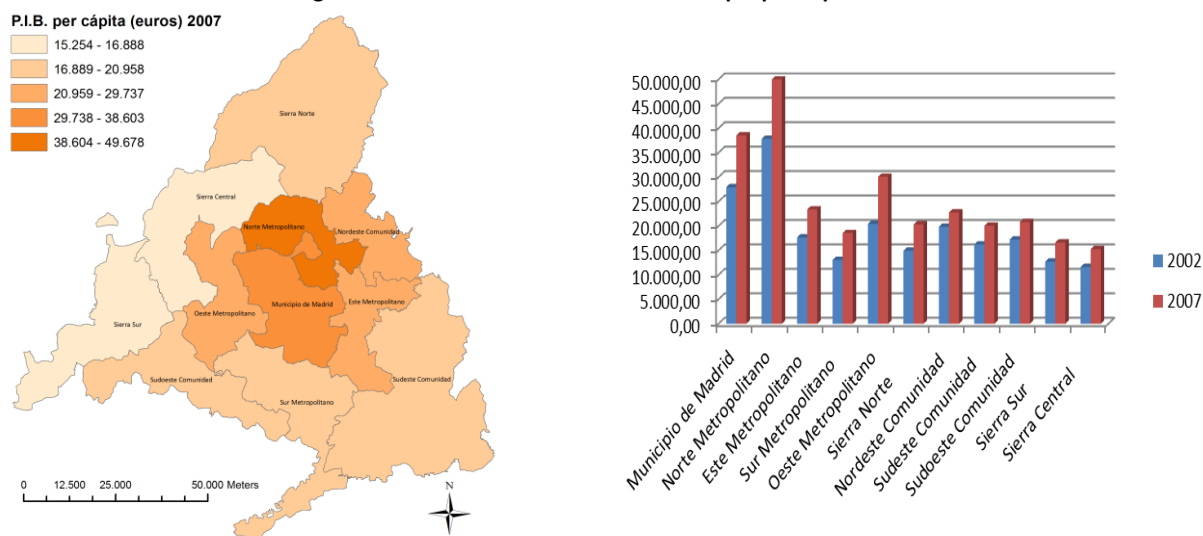 P.I.B. per cápita (euros) 2007
15.254 - 16.888
16.889 - 20.958
20.959 - 29.737
29.738 - 38.603
38.604 - 49.678
Sierra Norte
Sierra Central
Norte Metropolitano
Nordeste Comunidad
Municipio de Madrid
Este Metropolitano
Oeste Metropolitano
Sierra Sur
Sudoeste Comunidad
Sur Metropolitano
Sudeste Comunidad
0 12.500 25.000 50.000 Meters
N
50.000,00
45.000,00
40.000,00
35.000,00
30.000,00
25.000,00
20.000,00
15.000,00
10.000,00
5.000,00
0,00
Municipio de Madrid
Norte Metropolitano
Este Metropolitano
Sur Metropolitano
Oeste Metropolitano
Sierra Norte
Nordeste Comunidad
Sudeste Comunidad
Sudoeste Comunidad
Sierra Sur
Sierra Central
2002
2007